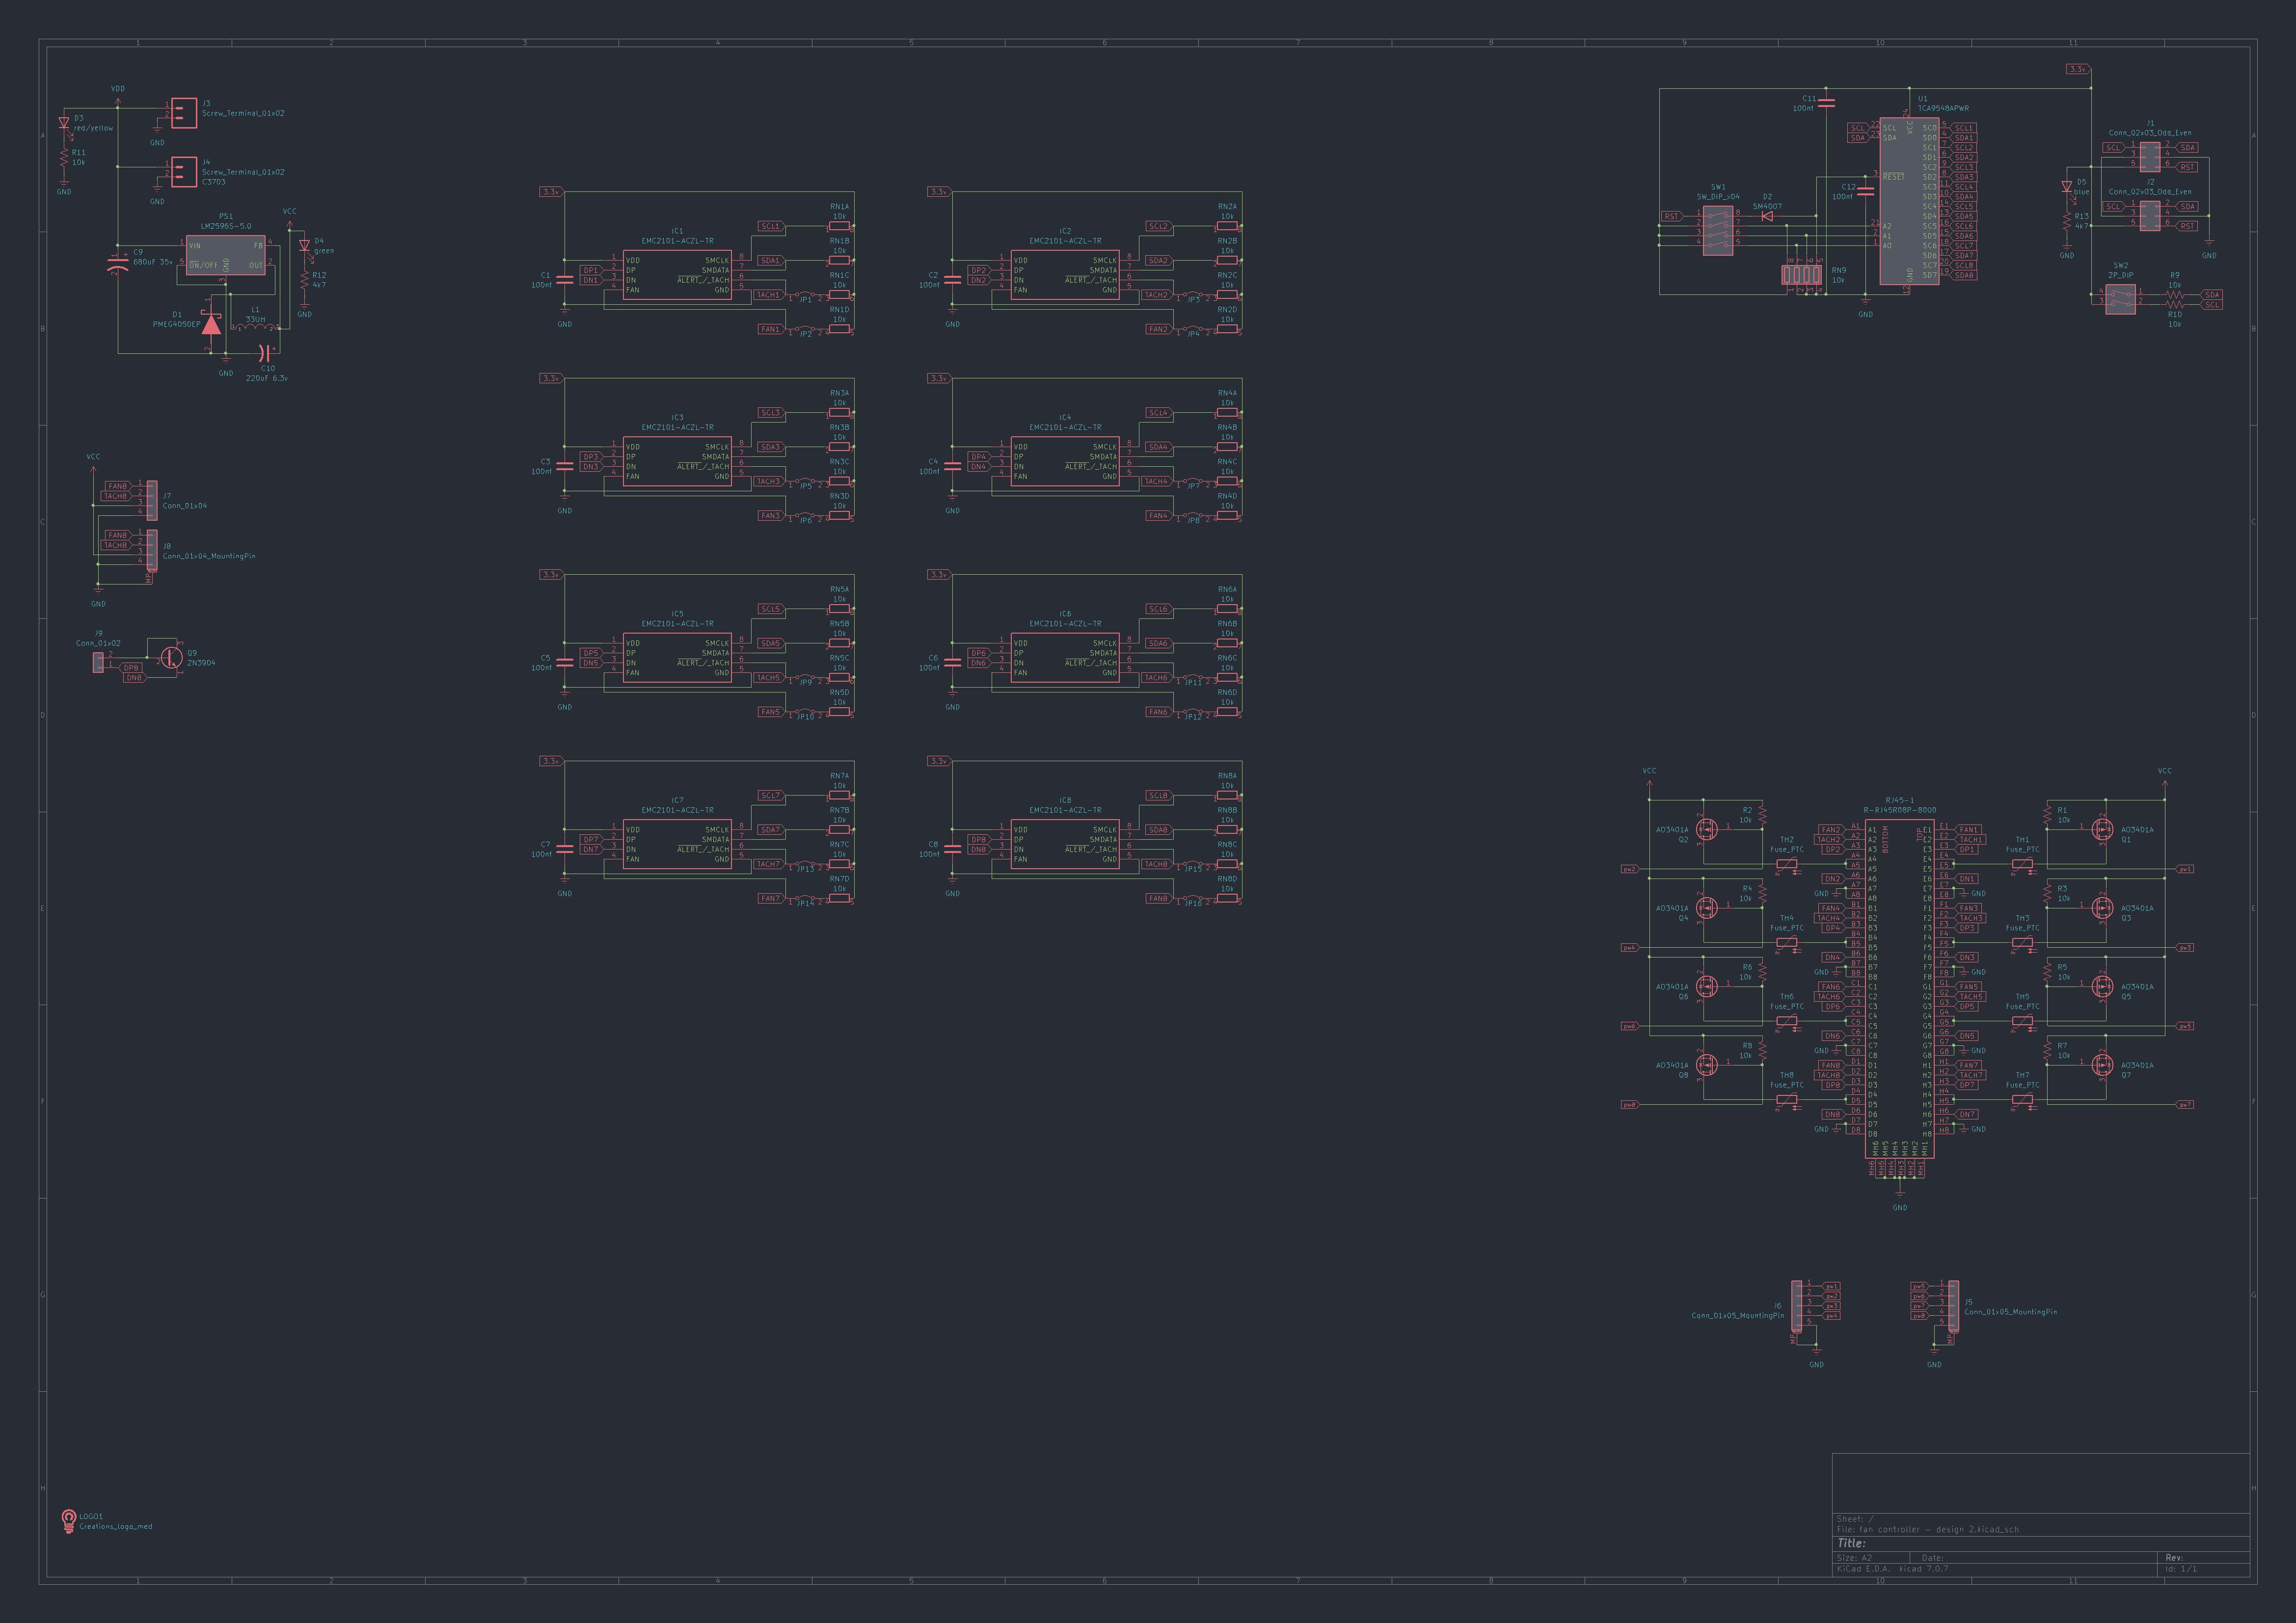 VDD
D3
red/yellow
R11
10k
GND
J3
Screw_Terminal_01x02
GND
J4
Screw_Terminal_01x02
C3703
GND
VCC
PS1
LM2596S-5.0
VIN
FB
ON/OFF
GND
OUT
C9
680uF 35v
D4
green
R12
4k7
GND
D1
PMEG4050EP
L1
33UH
GND
C10
220uF 6.3v
VCC
FAN8
TACH8
J7
Conn_01x04
FAN8
TACH8
J8
Conn_01x04_MountingPin
MP
GND
J9
Conn_01x02
DP8
DN8
Q9
2N3904
3.3v
RN1A
10k
SCL1
IC1
EMC2101-ACZL-TR
RN1B
10k
SDA1
C1
100nf
DP1
DN1
VDD
DP
DN
FAN
SMCLK
SMDATA
ALERT_/_TACH
GND
RN1C
10k
TACH1
JP1
RN1D
10k
FAN1
JP2
GND
3.3v
RN2A
10k
SCL2
IC2
EMC2101-ACZL-TR
RN2B
10k
SDA2
C2
100nf
DP2
DN2
VDD
DP
DN
FAN
SMCLK
SMDATA
ALERT_/_TACH
GND
RN2C
10k
TACH2
JP3
RN2D
10k
FAN2
JP4
GND
3.3v
RN3A
10k
SCL3
IC3
EMC2101-ACZL-TR
RN3B
10k
SDA3
C3
100nf
DP3
DN3
VDD
DP
DN
FAN
SMCLK
SMDATA
ALERT_/_TACH
GND
RN3C
10k
TACH3
JP5
RN3D
10k
FAN3
JP6
GND
3.3v
RN4A
10k
SCL4
IC4
EMC2101-ACZL-TR
RN4B
10k
SDA4
C4
100nf
DP4
DN4
VDD
DP
DN
FAN
SMCLK
SMDATA
ALERT_/_TACH
GND
RN4C
10k
TACH4
JP7
RN4D
10k
FAN4
JP8
GND
3.3v
RN5A
10k
SCL5
IC5
EMC2101-ACZL-TR
RN5B
10k
SDA5
C5
100nf
DP5
DN5
VDD
DP
DN
FAN
SMCLK
SMDATA
ALERT_/_TACH
GND
RN5C
10k
TACH5
JP9
RN5D
10k
FAN5
JP10
GND
3.3v
RN6A
10k
SCL6
IC6
EMC2101-ACZL-TR
RN6B
10k
SDA6
C6
100nf
DP6
DN6
VDD
DP
DN
FAN
SMCLK
SMDATA
ALERT_/_TACH
GND
RN6C
10k
TACH6
JP11
RN6D
10k
FAN6
JP12
GND
3.3v
RN7A
10k
SCL7
IC7
EMC2101-ACZL-TR
RN7B
10k
SDA7
C7
100nf
DP7
DN7
VDD
DP
DN
FAN
SMCLK
SMDATA
ALERT_/_TACH
GND
RN7C
10k
TACH7
JP13
RN7D
10k
FAN7
JP14
GND
3.3v
RN8A
10k
SCL8
IC8
EMC2101-ACZL-TR
RN8B
10k
SDA8
C8
100nf
DP8
DN8
VDD
DP
DN
FAN
SMCLK
SMDATA
ALERT_/_TACH
GND
RN8C
10k
TACH8
JP15
RN8D
10k
FAN8
JP16
GND
3.3v
C11
100nf
U1
TCA9548APWR
SCL
SDA
SCL
SDA
VCC
RESET
A2
A1
A0
GND
SC0
SD0
SC1
SD1
SC2
SD2
SC3
SD3
SC4
SD4
SC5
SD5
SC6
SD6
SC7
SD7
SCL1
SDA1
SCL2
SDA2
SCL3
SDA3
SCL4
SDA4
SCL5
SDA5
SCL6
SDA6
SCL7
SDA7
SCL8
SDA8
SW1
SW_DIP_x04
RST
D2
SM4007
C12
100nf
RN9
10k
GND
J1
Conn_02x03_Odd_Even
SCL
SDA
RST
J2
Conn_02x03_Odd_Even
SCL
SDA
RST
D5
blue
R13
4k7
GND
GND
SW2
2P_DIP
R9
10k
SDA
SCL
R10
10k
VCC
VCC
RJ45-1
R-RJ45R08P-8000
BOTTOM
TOP
R2
10k
AO3401A
Q2
TH2
Fuse_PTC
pw2
FAN2
TACH2
DP2
DN2
GND
R4
10k
AO3401A
Q4
TH4
Fuse_PTC
pw4
FAN4
TACH4
DP4
DN4
GND
R6
10k
AO3401A
Q6
TH6
Fuse_PTC
pw6
FAN6
TACH6
DP6
DN6
GND
R8
10k
AO3401A
Q8
TH8
Fuse_PTC
pw8
FAN8
TACH8
DP8
DN8
GND
A1 E1
A2 E2
A3 E3
A4 E4
A5 E5
A6 E6
A7 E7
A8 E8
B1 F1
B2 F2
B3 F3
B4 F4
B5 F5
B6 F6
B7 F7
B8 F8
C1 G1
C2 G2
C3 G3
C4 G4
C5 G5
C6 G6
C7 G7
C8 G8
D1 H1
D2 H2
D3 H3
D4 H4
D5 H5
D6 H6
D7 H7
D8 H8
MH6 MH5 MH4 MH3 MH2 MH1
GND
FAN1
TACH1
DP1
DN1
GND
TH1
Fuse_PTC
R1
10k
AO3401A
Q1
pw1
FAN3
TACH3
DP3
DN3
GND
TH3
Fuse_PTC
R3
10k
AO3401A
Q3
pw3
FAN5
TACH5
DP5
DN5
GND
TH5
Fuse_PTC
R5
10k
AO3401A
Q5
pw5
FAN7
TACH7
DP7
DN7
GND
TH7
Fuse_PTC
R7
10k
AO3401A
Q7
pw7
J6
Conn_01x05_MountingPin
pw1
pw2
pw3
pw4
MP
GND
pw5
pw6
pw7
pw8
J5
Conn_01x05_MountingPin
MP
GND
LOGO1
Creations_logo_med
Sheet: /
File: fan controller - design 2.kicad_sch
Title:
Size: A2 Date: Rev:
KiCad E.D.A. kicad 7.0.7 Id: 1/1